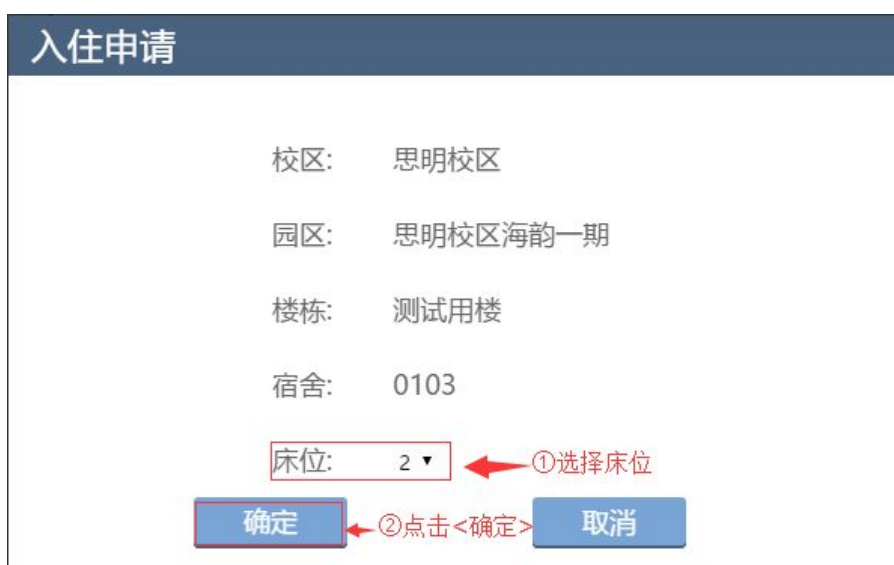 入住申请
校区: 思明校区
园区: 思明校区海韵一期
楼栋: 测试用楼
宿舍: 0103
床位: 2 ①选择床位
确定 ②点击<确定> 取消